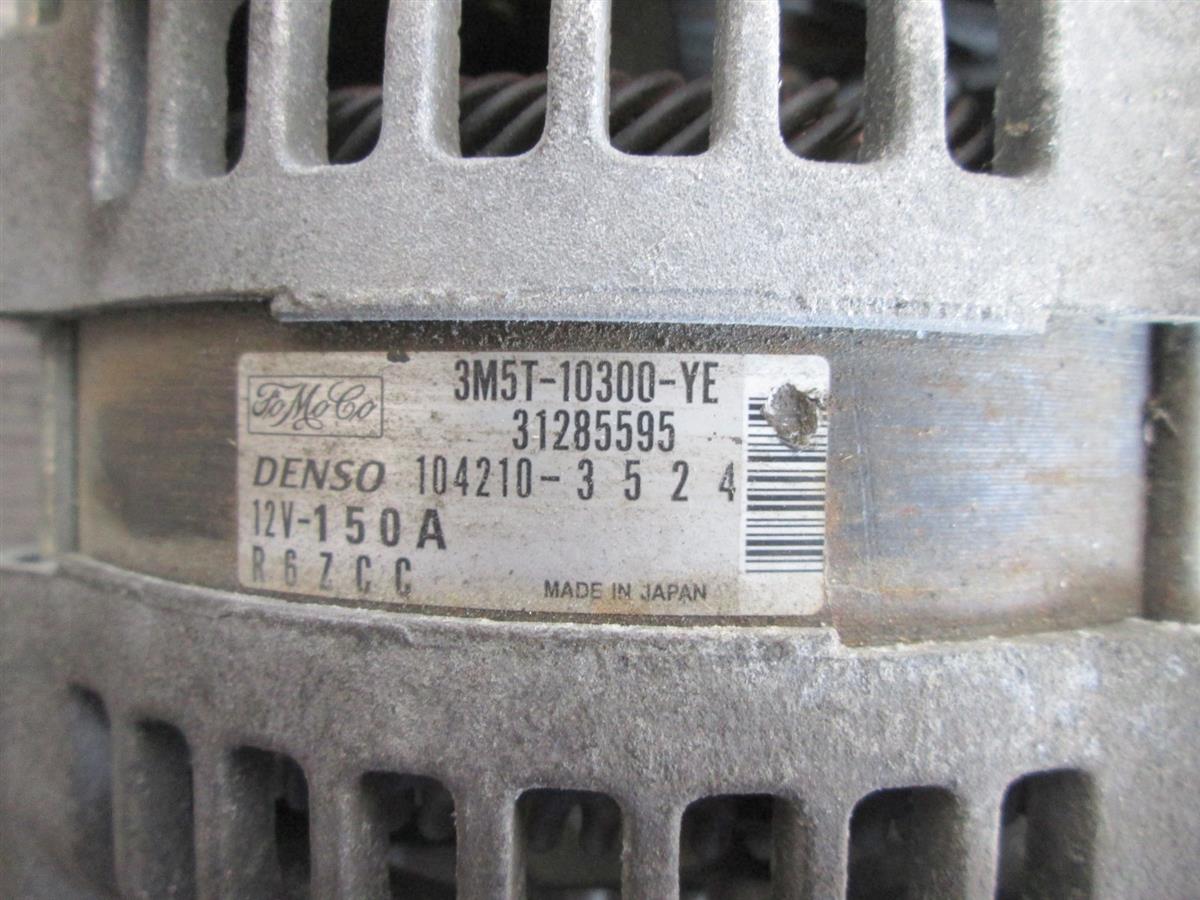 FoMoCo
3M5T-10300-YE
31285595
DENSO 104210-3524
12V-150A
R6ZCC
MADE IN JAPAN